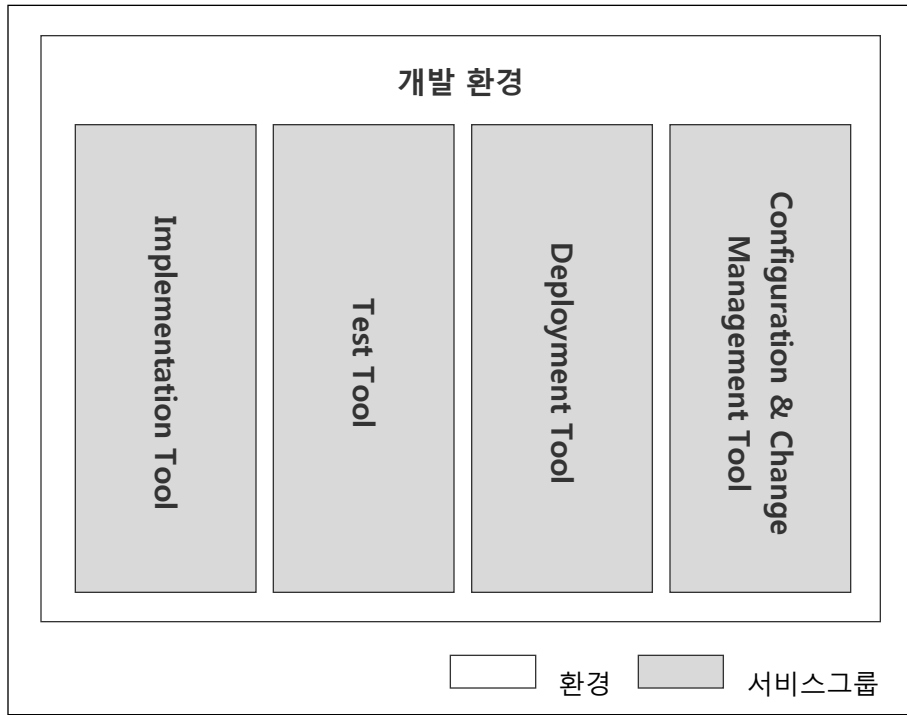 개발 환경
Implementation Tool
Test Tool
Deployment Tool
Configuration & Change
Management Tool
환경
서비스그룹